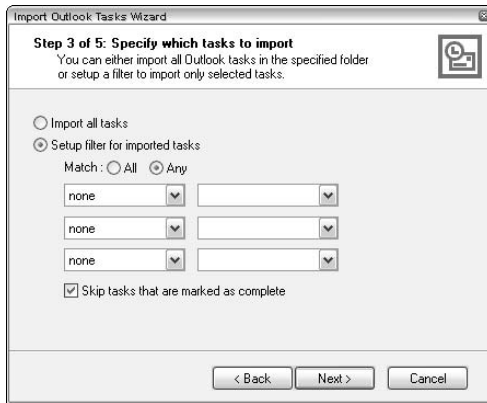 Import Outlook Tasks Wizard
Step 3 of 5: Specify which tasks to import
You can either import all Outlook tasks in the specified folder
or setup a filter to import only selected tasks.
Import all tasks
Setup filter for imported tasks
Match : All Any
none
none
none
Skip tasks that are marked as complete
< Back Next > Cancel